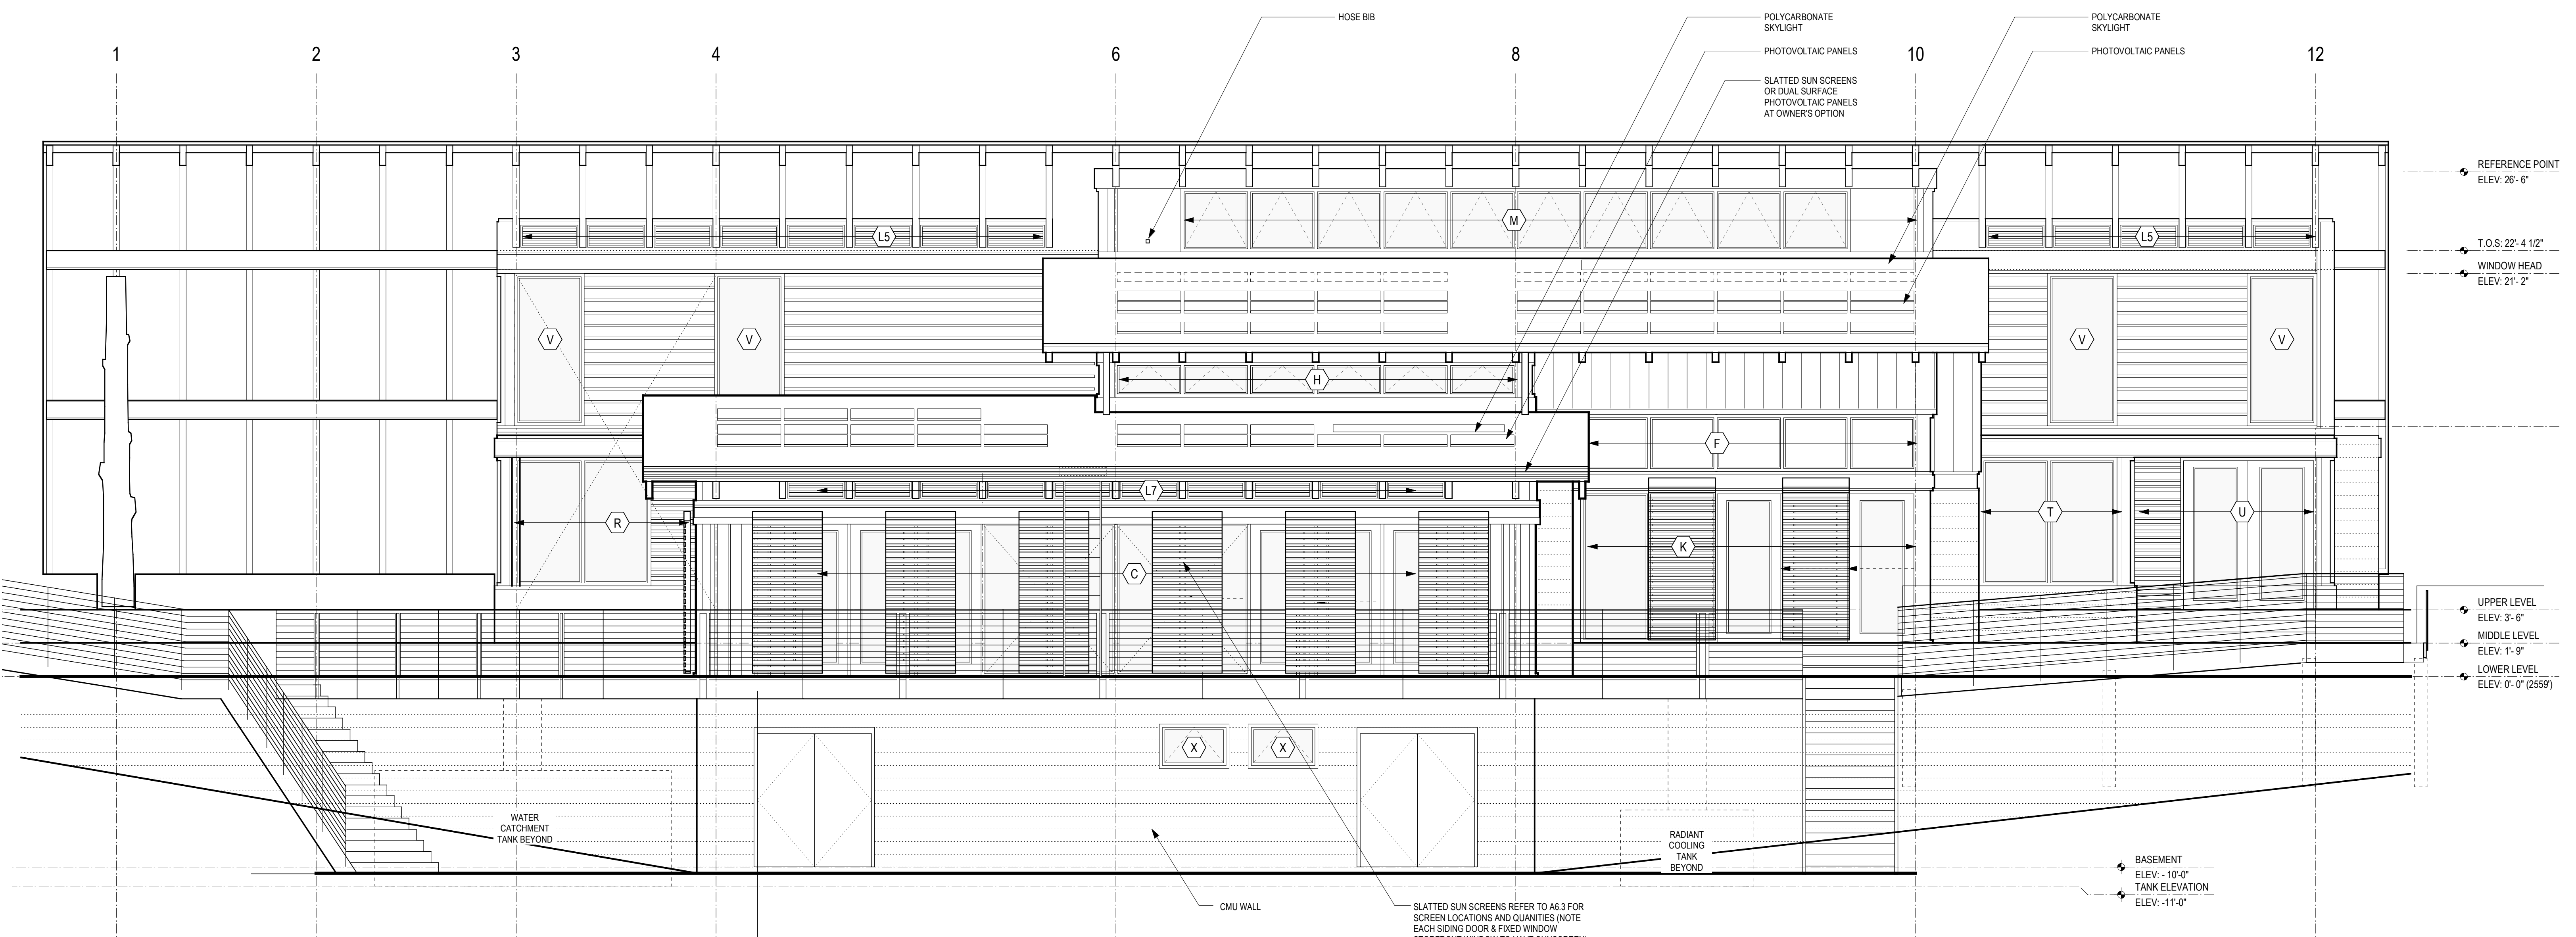 HOSE BIB
POLYCARBONATE
SKYLIGHT
PHOTOVOLTAIC PANELS
SLATTED SUN SCREENS
OR DUAL SURFACE
PHOTOVOLTAIC PANELS
AT OWNER'S OPTION
POLYCARBONATE
SKYLIGHT
PHOTOVOLTAIC PANELS
1
2
3
4
6
8
10
12
REFERENCE POINT
ELEV: 26'- 6"
T.O.S: 22'- 4 1/2"
WINDOW HEAD
ELEV: 21'- 2"
M
L5
L5
V
V
V
V
H
F
L7
R
T
U
K
C
UPPER LEVEL
ELEV: 3'- 6"
MIDDLE LEVEL
ELEV: 1'- 9"
LOWER LEVEL
ELEV: 0'- 0" (2559')
X
X
WATER
CATCHMENT
TANK BEYOND
RADIANT
COOLING
TANK
BEYOND
BASEMENT
ELEV: - 10'-0"
TANK ELEVATION
ELEV: -11'-0"
CMU WALL
SLATTED SUN SCREENS REFER TO A6.3 FOR
SCREEN LOCATIONS AND QUANITIES (NOTE
EACH SIDING DOOR & FIXED WINDOW